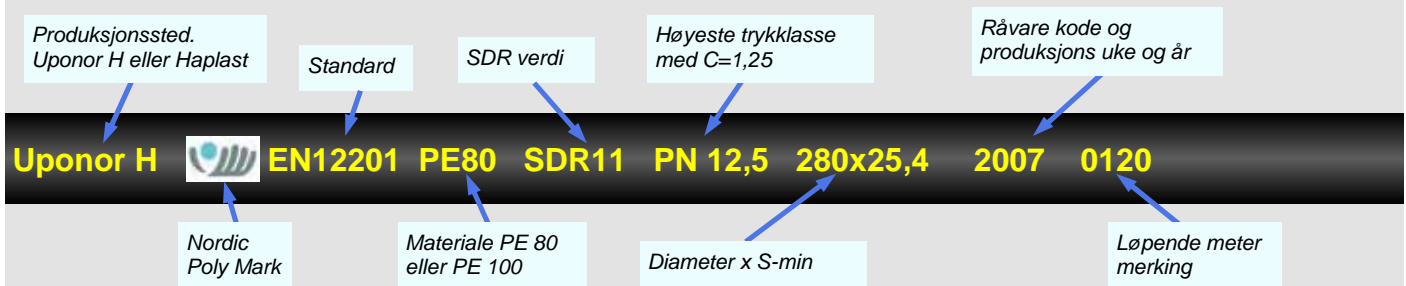 Produksjonssted.
Uponor H eller Haplast
Standard
SDR verdi
Høyeste trykklasse
med C=1,25
Råvare kode og
produksjons uke og år
Uponor H EN12201 PE80 SDR11 PN 12,5 280x25,4 2007 0120
Nordic
Poly Mark
Materiale PE 80
eller PE 100
Diameter x S-min
Løpende meter
merking